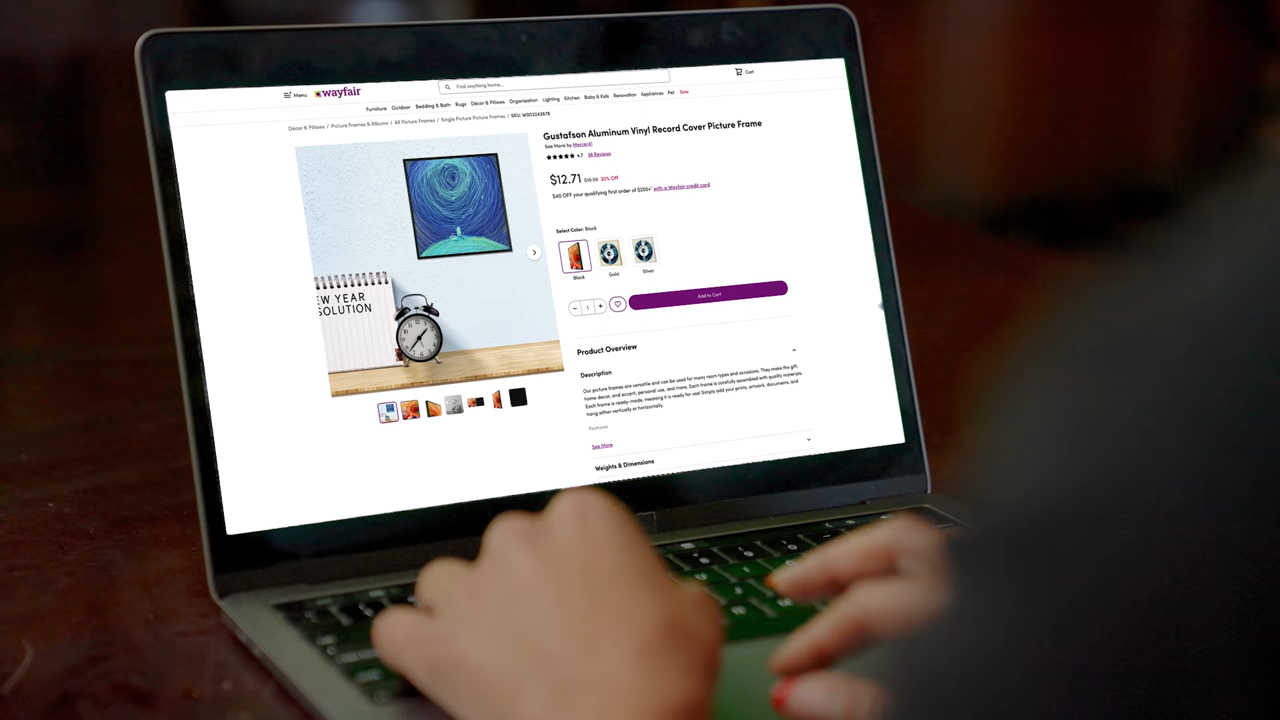 Menu
wayfair
Find anything home...
Cart
Furniture Outdoor Bedding & Bath Rugs Décor & Pillows Organization Lighting Kitchen Baby & Kids Renovation Appliances Pet Sale
Décor & Pillows / Picture Frames & Albums / All Picture Frames / Single Picture Picture Frames / SKU:
Gustafson Aluminum Vinyl Record Cover Picture Frame
See More by Mercer41
4.7 38 Reviews
$12.71 30% Off
$40 OFF your qualifying first order of $250+¹ with a Wayfair credit card
Select Color: Black
Black
Gold
Silver
EW YEAR
SOLUTION
− 1 +
Add to Cart
Product Overview
Description
Our picture frames are versatile and can be used for many room types and occasions. They make the gift,
home decor, and accent, personal use, and more. Each frame is carefully assembled with quality materials.
Each frame is ready-made, meaning it is ready for use! Simply add your prints, artwork, documents, and
hang either vertically or horizontally.
Features
See More
Weights & Dimensions